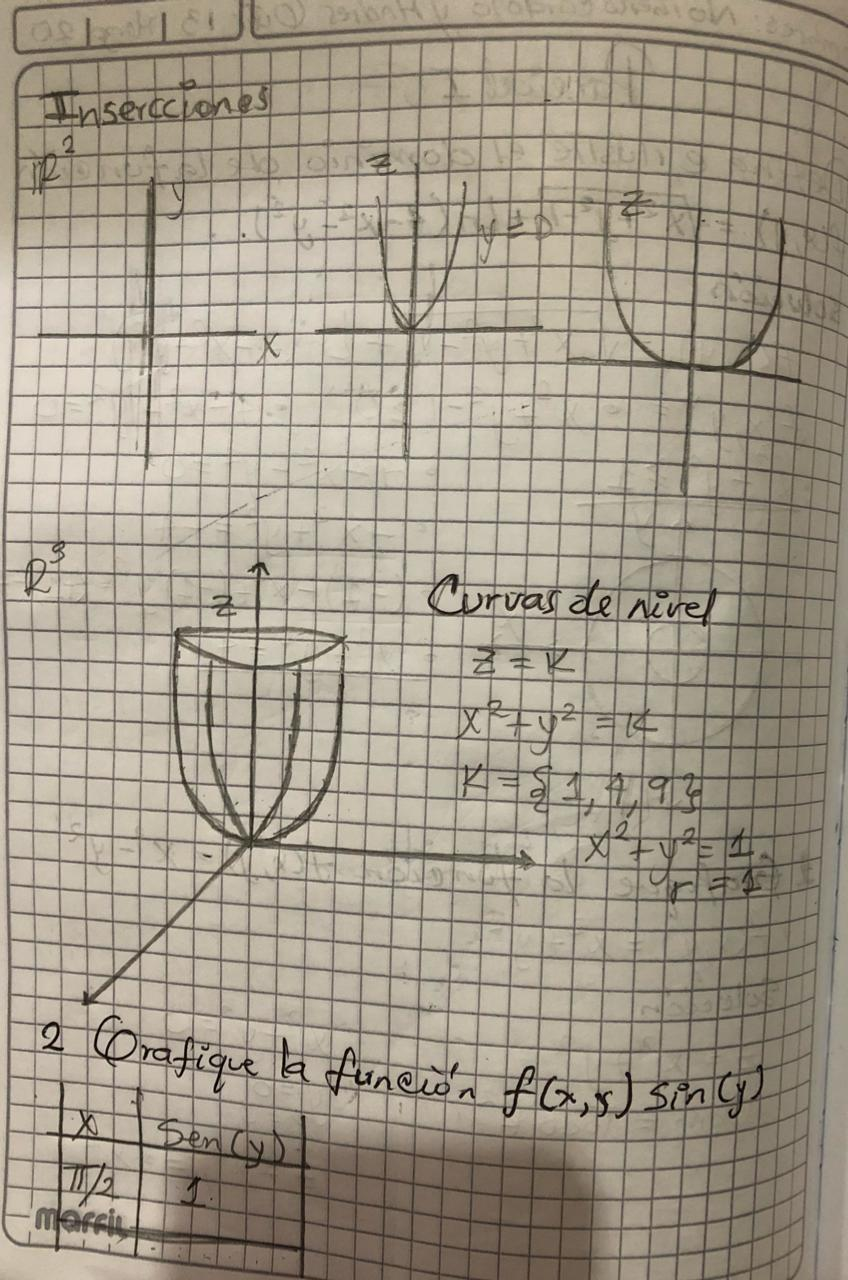 Insercciones
R²
y
x
z
y = 0
z
R³
z
Curvas de nivel
z = K
x² + y² = K
K = { 1, 4, 9 }
x² + y² = 1
r = 1
2 Grafique la función f(x,y) sin(y)
x Sen(y)
π/2 1